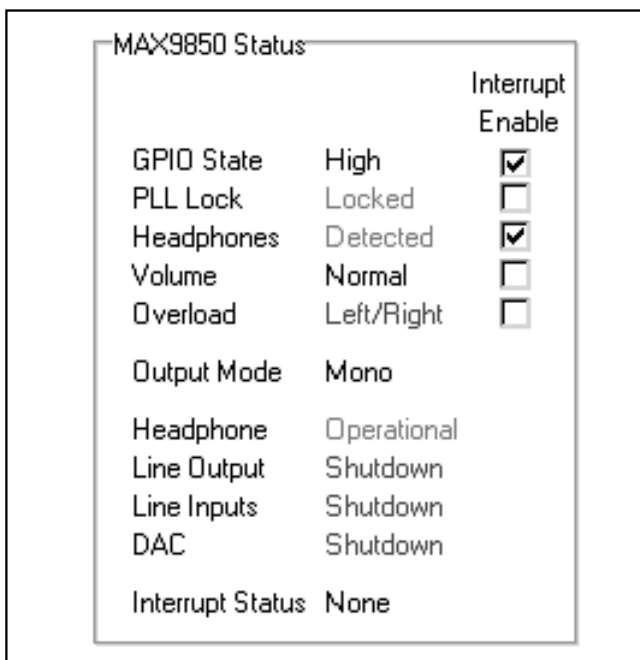 MAX9850 Status
Interrupt
Enable
GPIO State High
PLL Lock Locked
Headphones Detected
Volume Normal
Overload Left/Right
Output Mode Mono
Headphone Operational
Line Output Shutdown
Line Inputs Shutdown
DAC Shutdown
Interrupt Status None